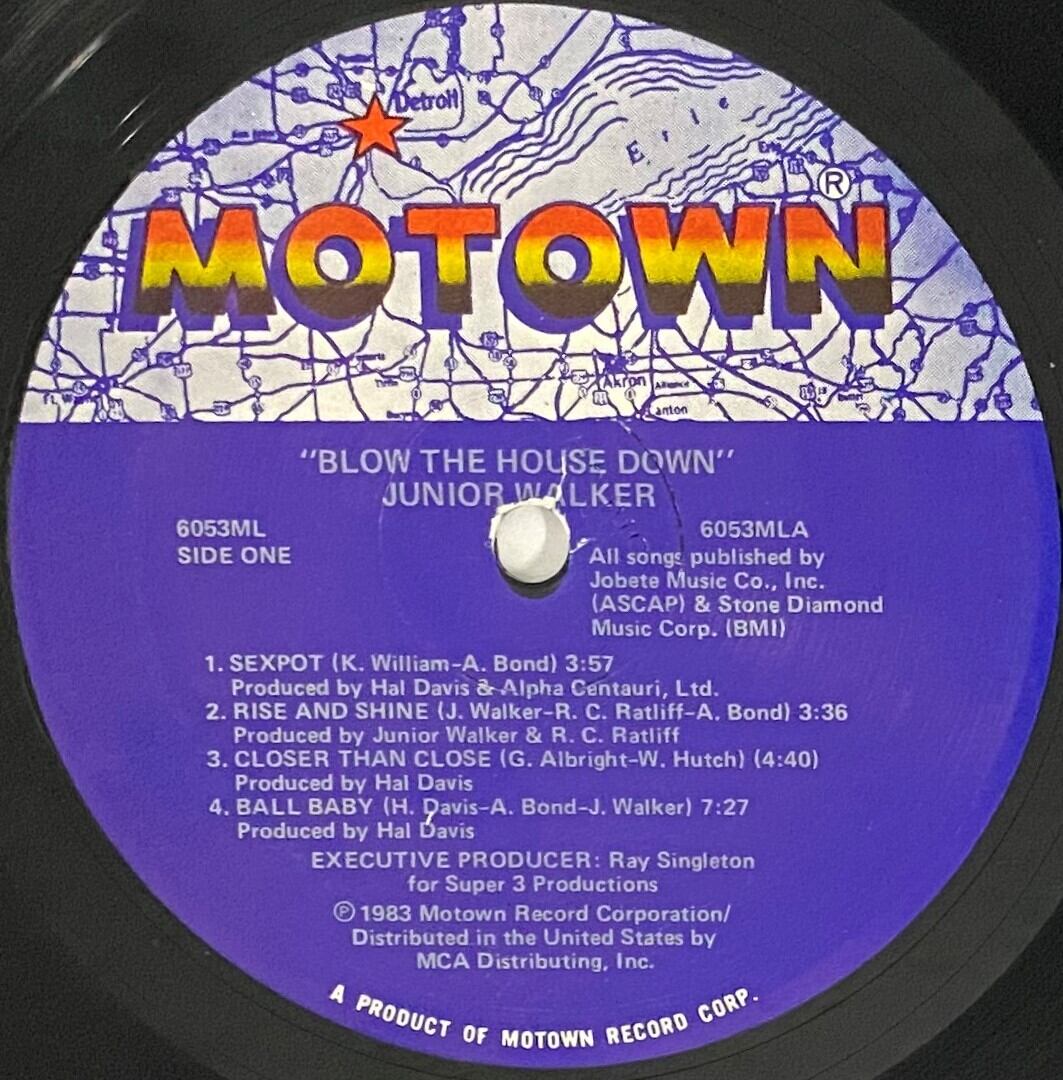 Detroit
Erie
Erie
®
MOTOWN
Akron
Alliance
anton
"BLOW THE HOUSE DOWN"
JUNIOR WALKER
6053ML
SIDE ONE
6053MLA
All songs published by
Jobete Music Co., Inc.
(ASCAP) & Stone Diamond
Music Corp. (BMI)
1. SEXPOT (K. William-A. Bond) 3:57
Produced by Hal Davis & Alpha Centauri, Ltd.
2. RISE AND SHINE (J. Walker-R. C. Ratliff-A. Bond) 3:36
Produced by Junior Walker & R. C. Ratliff
3. CLOSER THAN CLOSE (G. Albright-W. Hutch) (4:40)
Produced by Hal Davis
4. BALL BABY (H. Davis-A. Bond-J. Walker) 7:27
Produced by Hal Davis
EXECUTIVE PRODUCER: Ray Singleton
for Super 3 Productions
℗ 1983 Motown Record Corporation/
Distributed in the United States by
MCA Distributing, Inc.
A PRODUCT OF MOTOWN RECORD CORP.